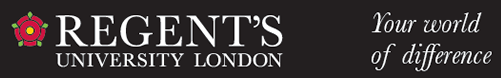 REGENT'S
UNIVERSITY LONDON
Your world
of difference